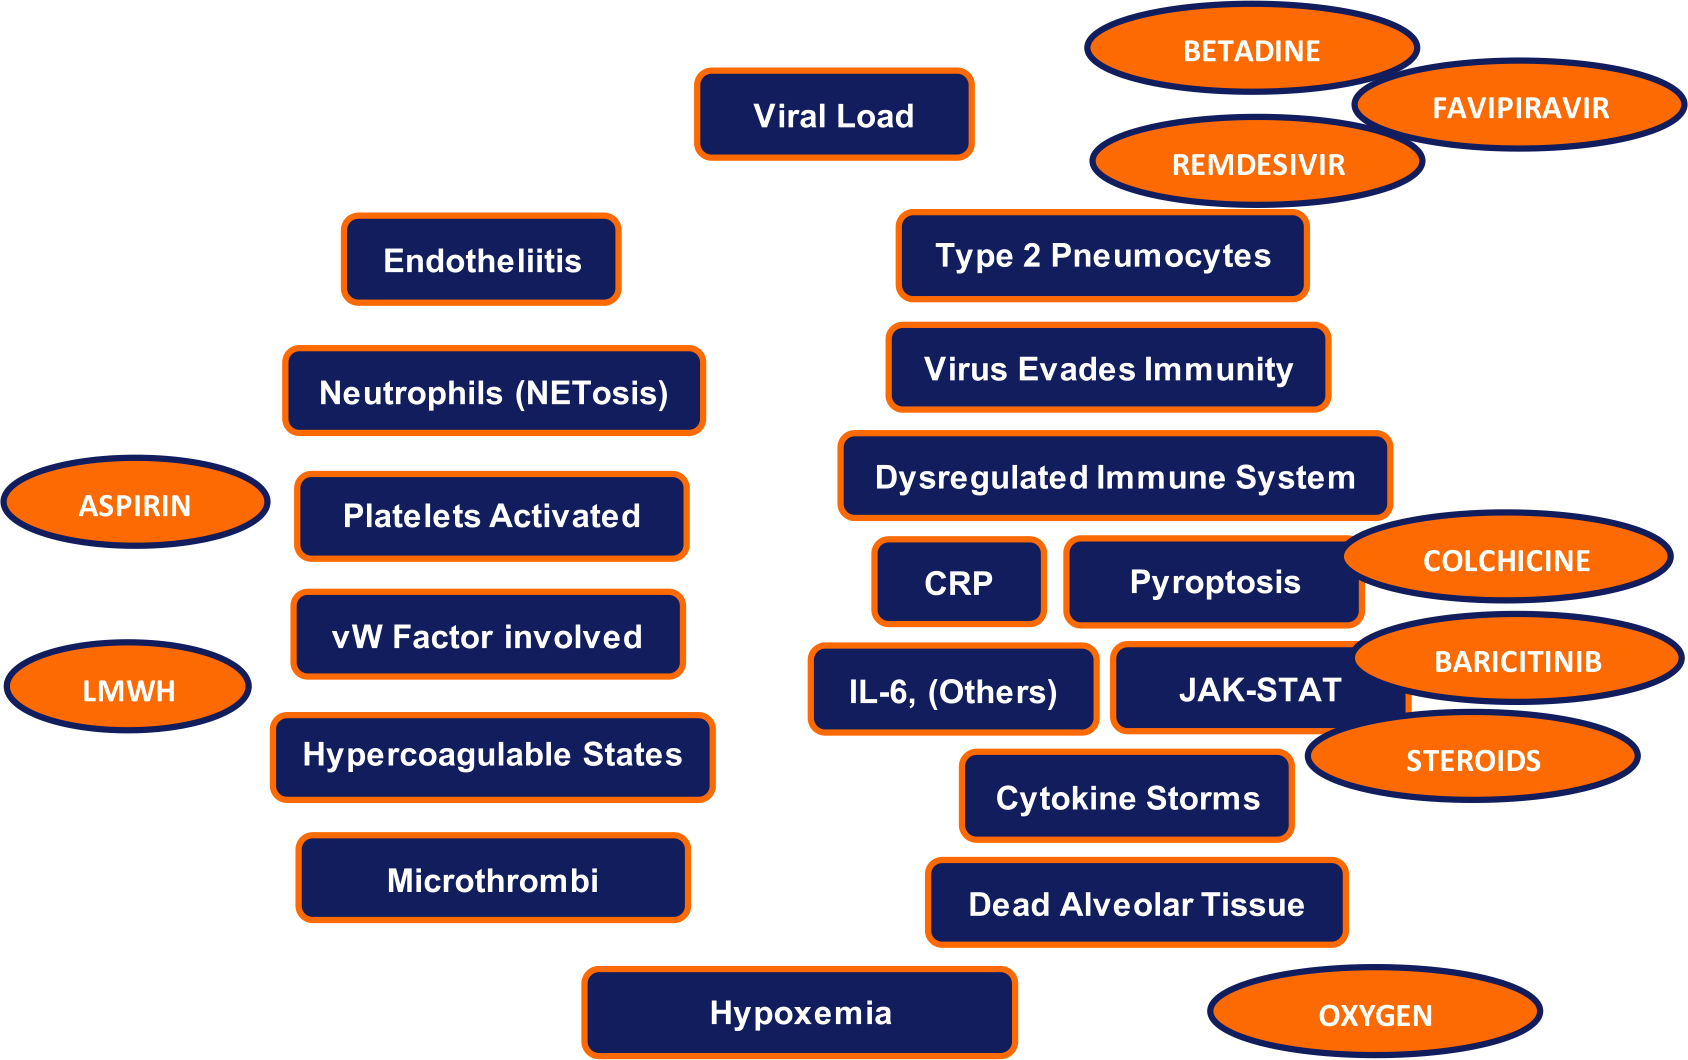 BETADINE
Viral Load
FAVIPIRAVIR
REMDESIVIR
Endotheliitis
Type 2 Pneumocytes
Neutrophils (NETosis)
Virus Evades Immunity
ASPIRIN
Platelets Activated
Dysregulated Immune System
CRP
Pyroptosis
COLCHICINE
vW Factor involved
LMWH
IL-6, (Others)
JAK-STAT
BARICITINIB
Hypercoagulable States
STEROIDS
Cytokine Storms
Microthrombi
Dead Alveolar Tissue
Hypoxemia
OXYGEN